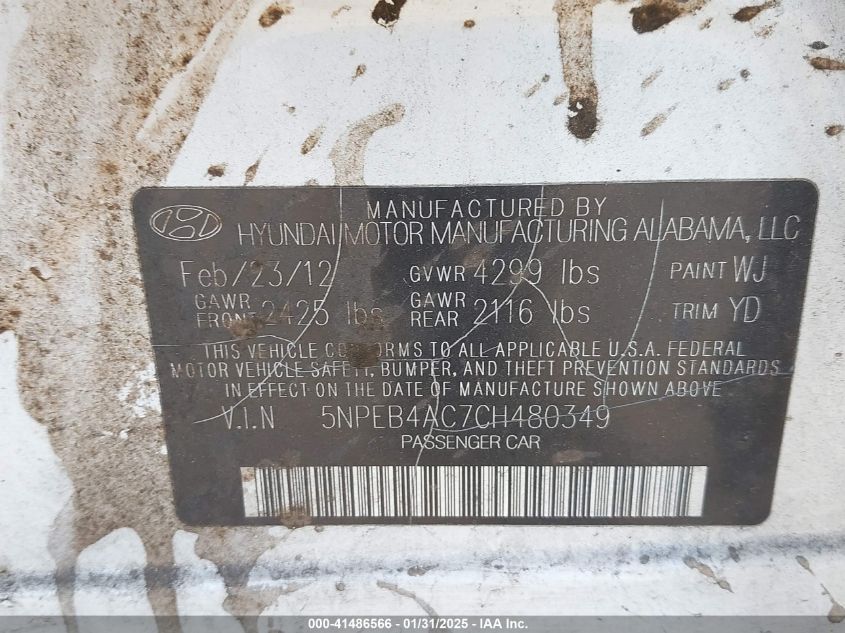 MANUFACTURED BY
HYUNDAI MOTOR MANUFACTURING ALABAMA, LLC
Feb/23/12 GVWR 4299 lbs PAINT WJ
GAWR FRONT 2425 lbs GAWR REAR 2116 lbs TRIM YD
THIS VEHICLE CONFORMS TO ALL APPLICABLE U.S.A. FEDERAL
MOTOR VEHICLE SAFETY, BUMPER, AND THEFT PREVENTION STANDARDS
IN EFFECT ON THE DATE OF MANUFACTURE SHOWN ABOVE
V.I.N 5NPEB4AC7CH480349
PASSENGER CAR
000-41486566 - 01/31/2025 - IAA Inc.